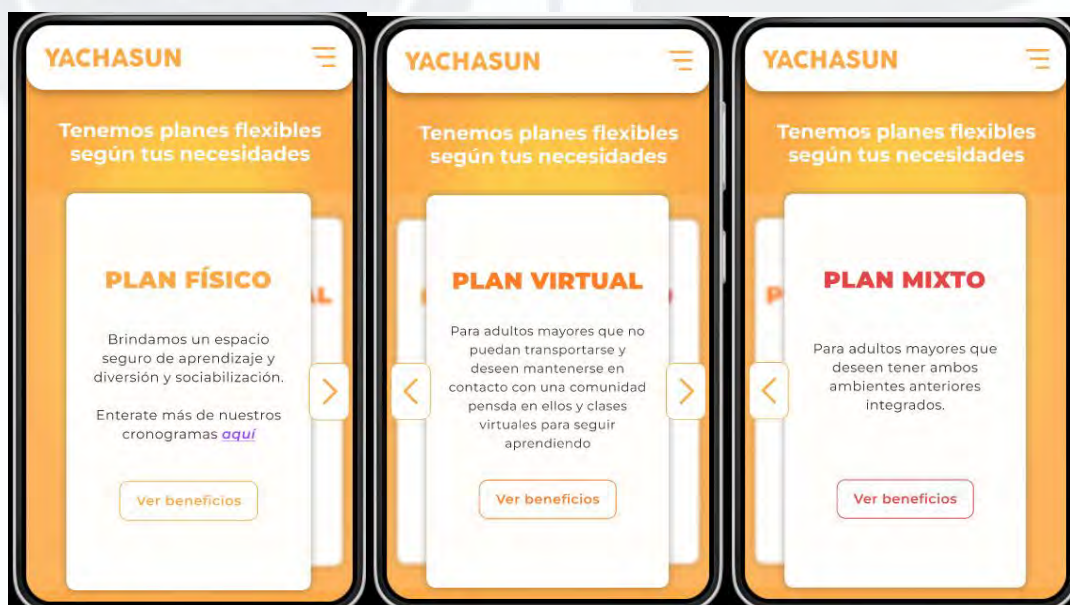 YACHASUN
Tenemos planes flexibles
según tus necesidades
PLAN FÍSICO
Brindamos un espacio
seguro de aprendizaje y
diversión y sociabilización.
Enterate más de nuestros
cronogramas aquí
Ver beneficios
AL
YACHASUN
Tenemos planes flexibles
según tus necesidades
PLAN VIRTUAL
Para adultos mayores que no
puedan transportarse y
deseen mantenerse en
contacto con una comunidad
pensda en ellos y clases
virtuales para seguir
aprendiendo
Ver beneficios
YACHASUN
Tenemos planes flexibles
según tus necesidades
P
PLAN MIXTO
Para adultos mayores que
deseen tener ambos
ambientes anteriores
integrados.
Ver beneficios